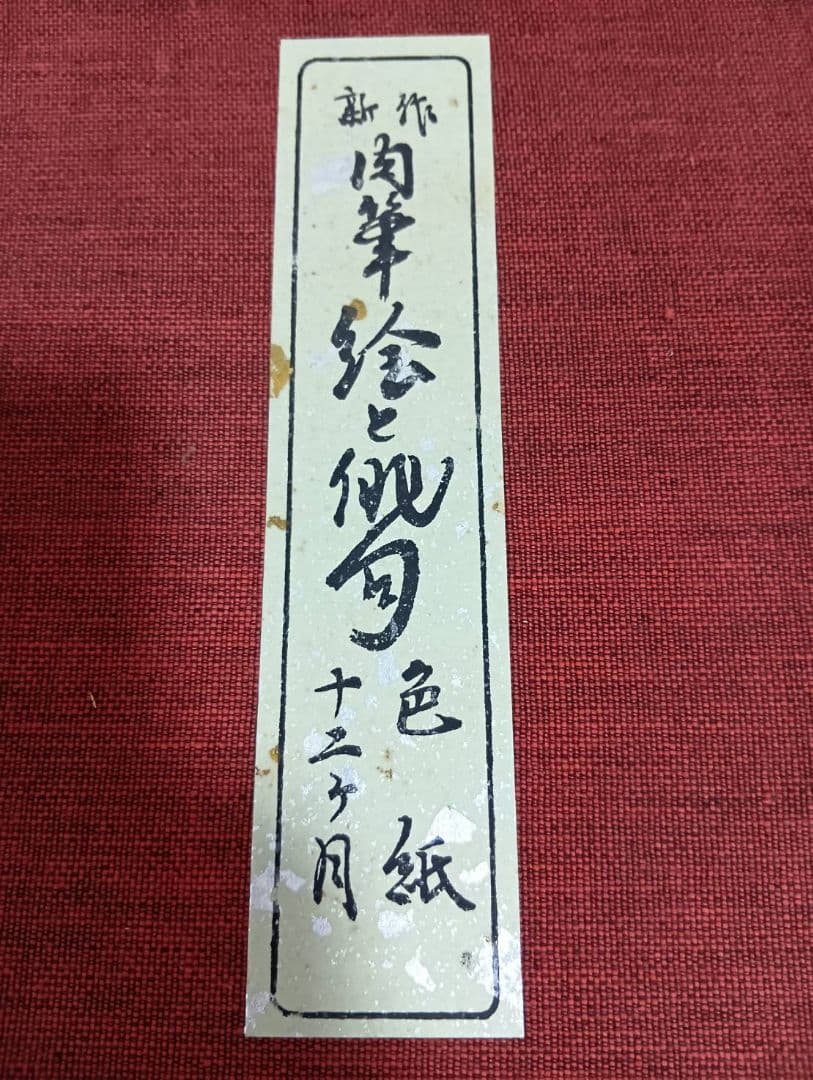 新作
肉筆絵と俳句
色紙
十二ヶ月